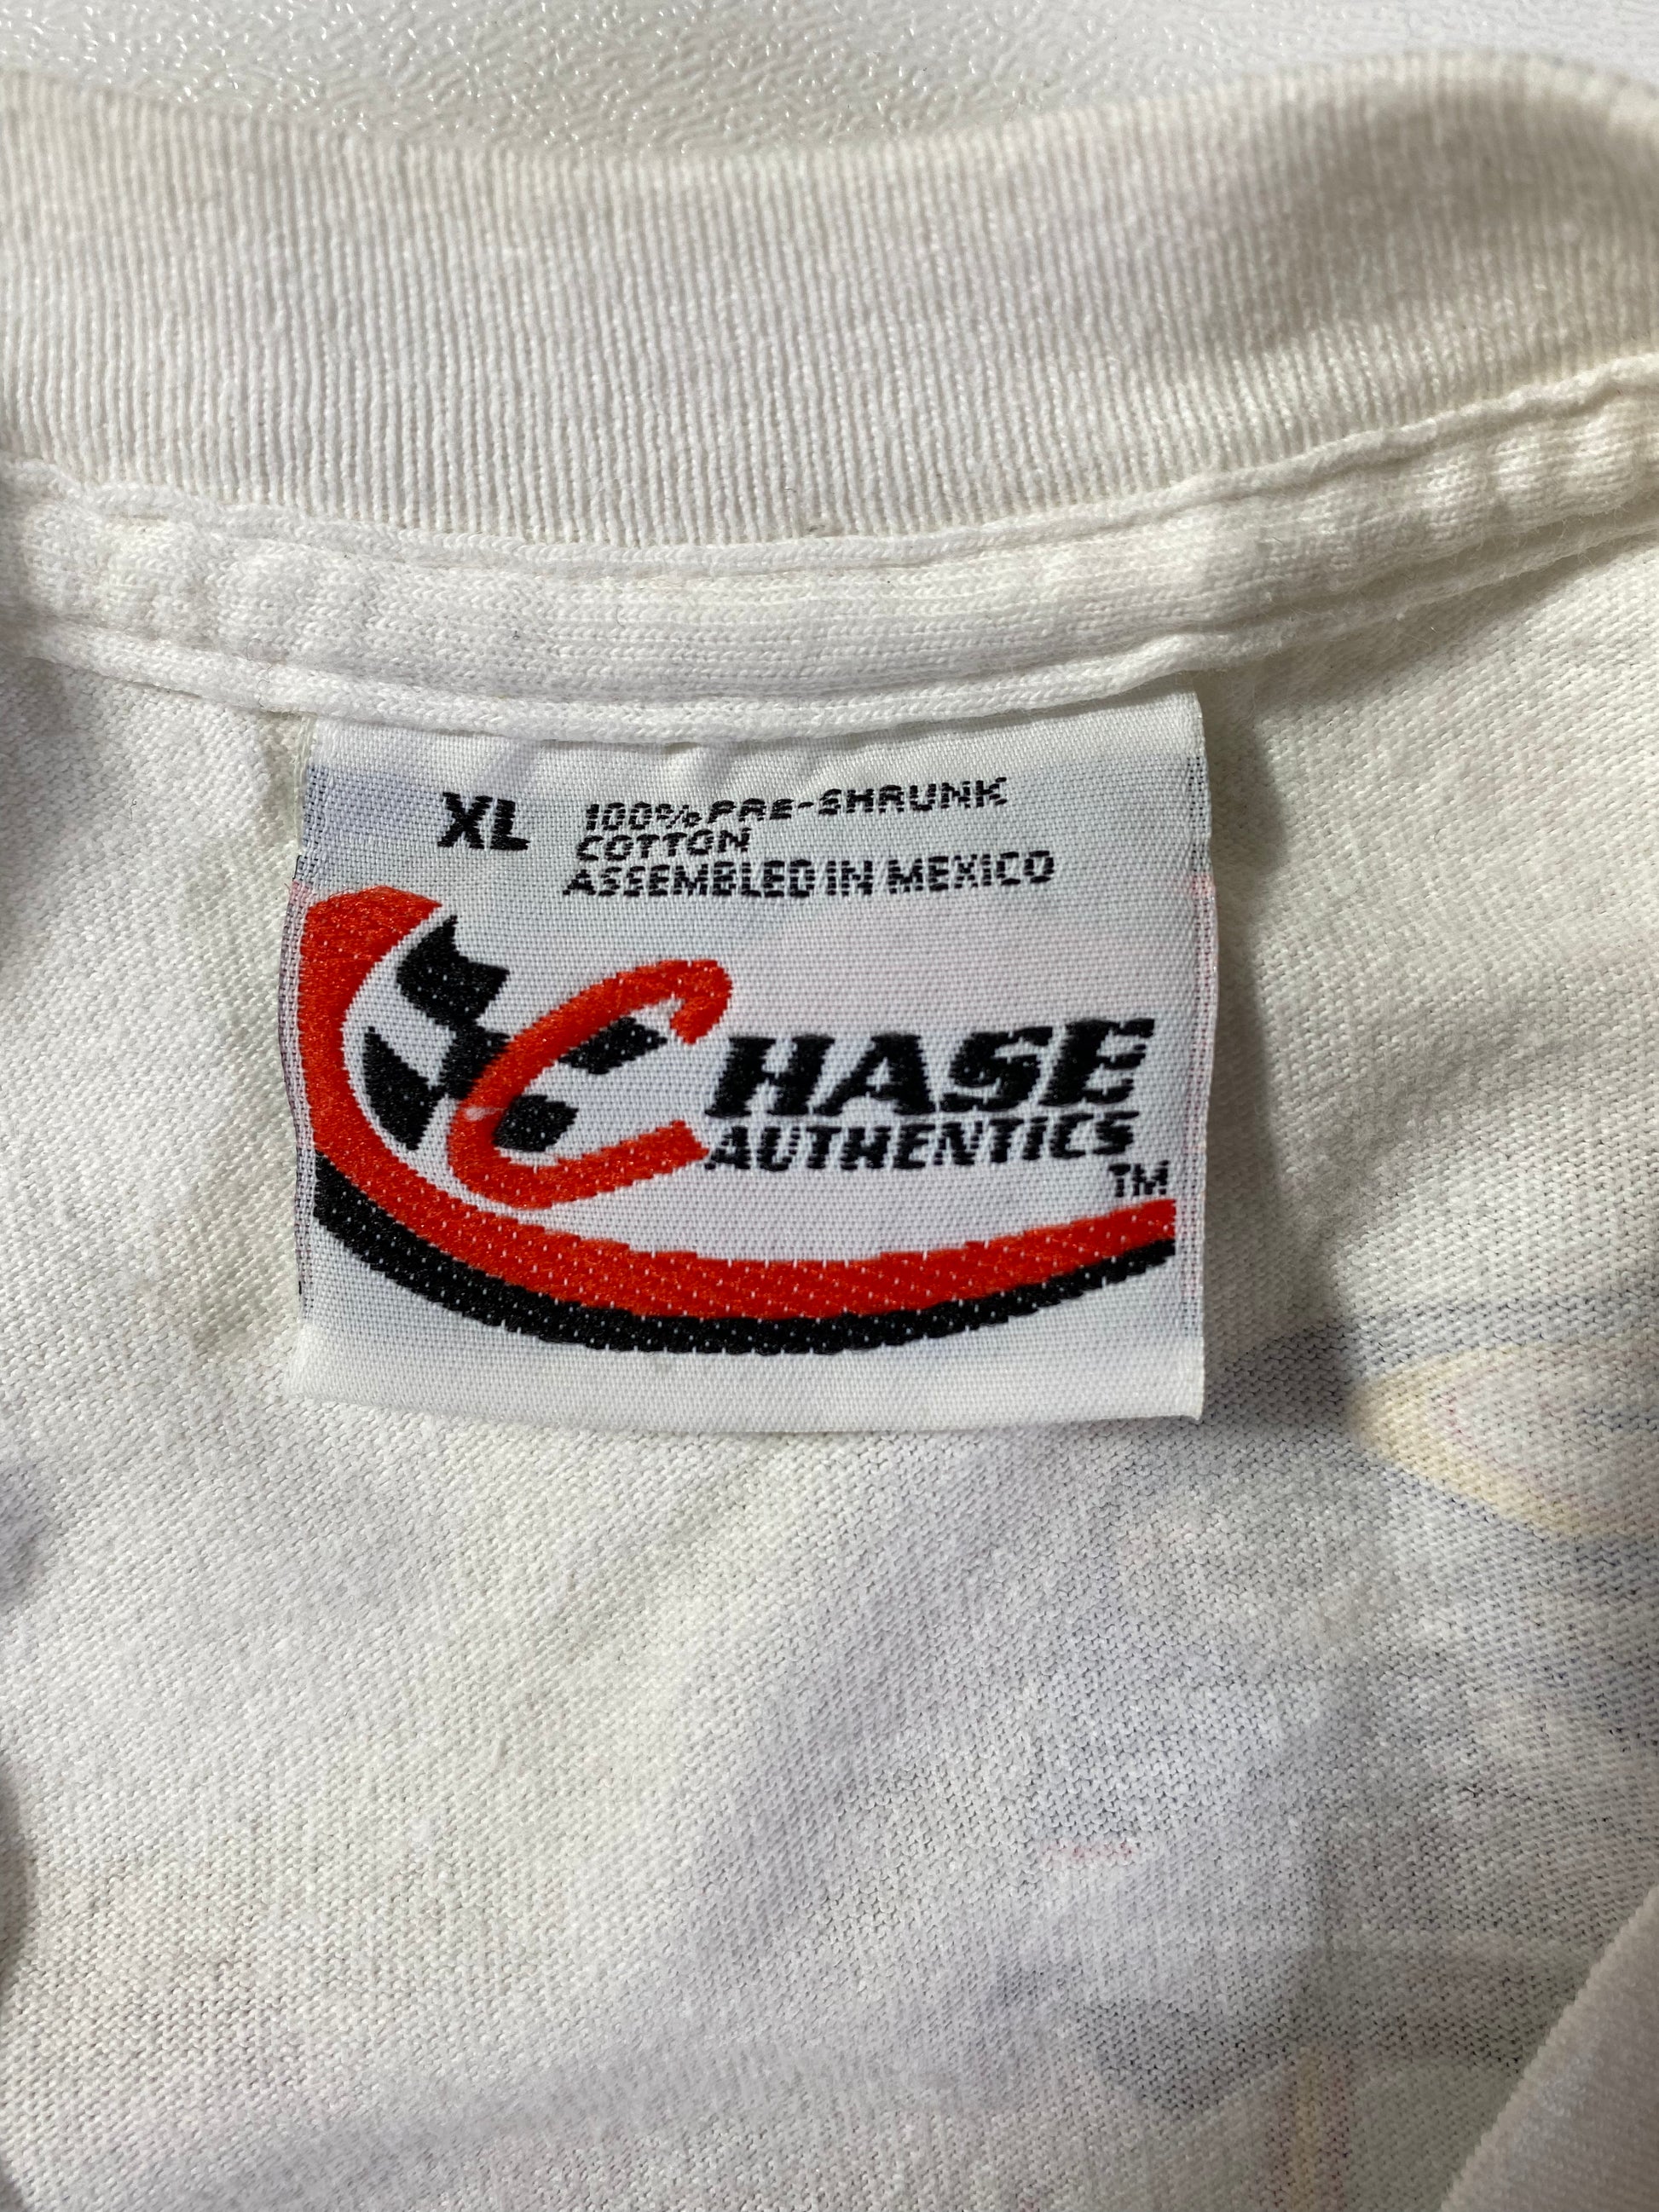 XL
100% PRE-SHRUNK
COTTON
ASSEMBLED IN MEXICO
CHASE
AUTHENTICS
TM